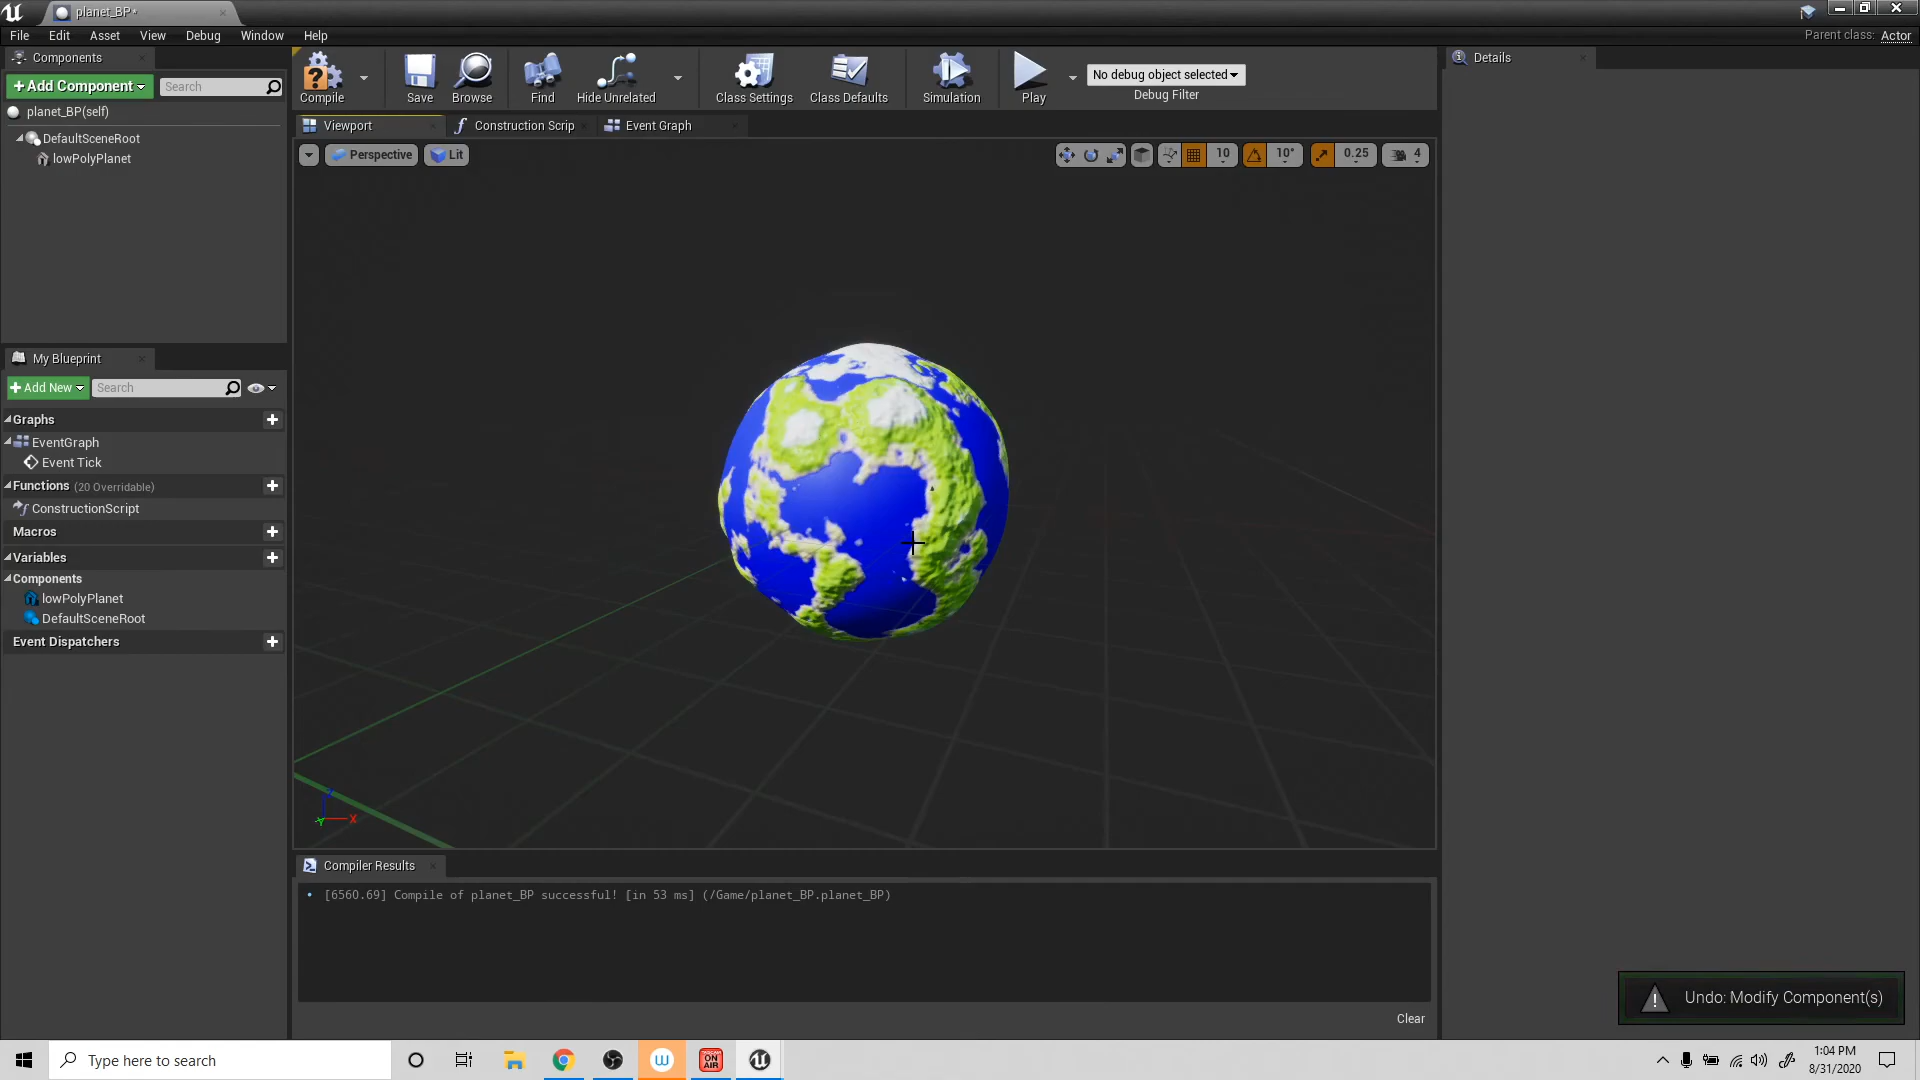 planet_BP*
File Edit Asset View Debug Window Help
Parent class: Actor
Components
+Add Component Search
planet_BP(self)
DefaultSceneRoot
lowPolyPlanet
My Blueprint
+Add New Search
Graphs
EventGraph
Event Tick
Functions (20 Overridable)
ConstructionScript
Macros
Variables
Components
lowPolyPlanet
DefaultSceneRoot
Event Dispatchers
Compile Save Browse Find Hide Unrelated Class Settings Class Defaults Simulation Play
No debug object selected
Debug Filter
Viewport Construction Scrip Event Graph
Perspective Lit 10 10° 0.25 4
Z
Y X
Compiler Results
[6560.69] Compile of planet_BP successful! [in 53 ms] (/Game/planet_BP.planet_BP)
Clear
Details
Undo: Modify Component(s)
Type here to search
W
ON
AIR
1:04 PM
8/31/2020